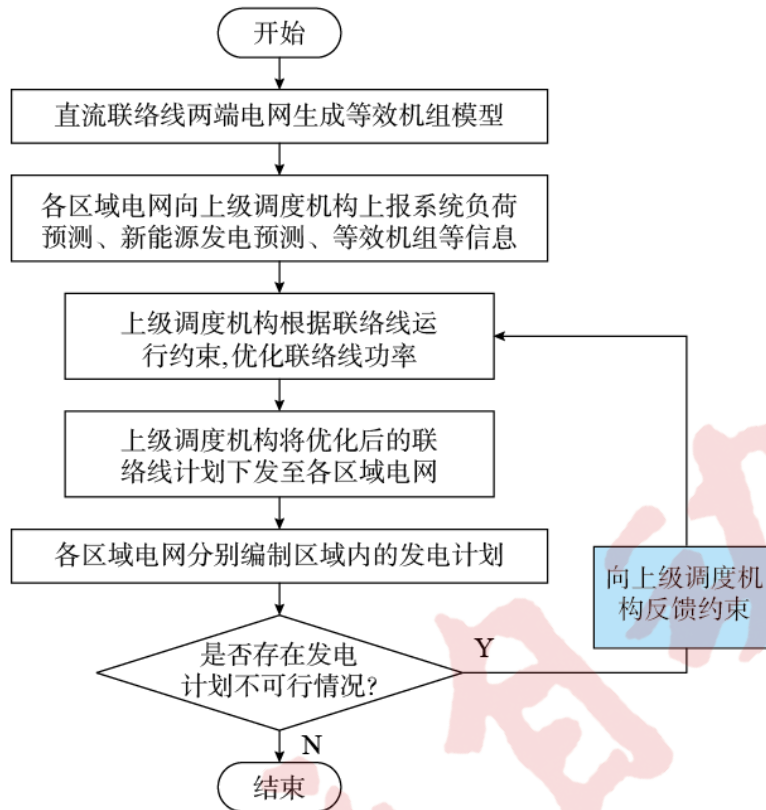 开始
直流联络线两端电网生成等效机组模型
各区域电网向上级调度机构上报系统负荷
预测、新能源发电预测、等效机组等信息
上级调度机构根据联络线运
行约束,优化联络线功率
上级调度机构将优化后的联
络线计划下发至各区域电网
各区域电网分别编制区域内的发电计划
向上级调度机
构反馈约束
是否存在发电
计划不可行情况?
Y
N
结束